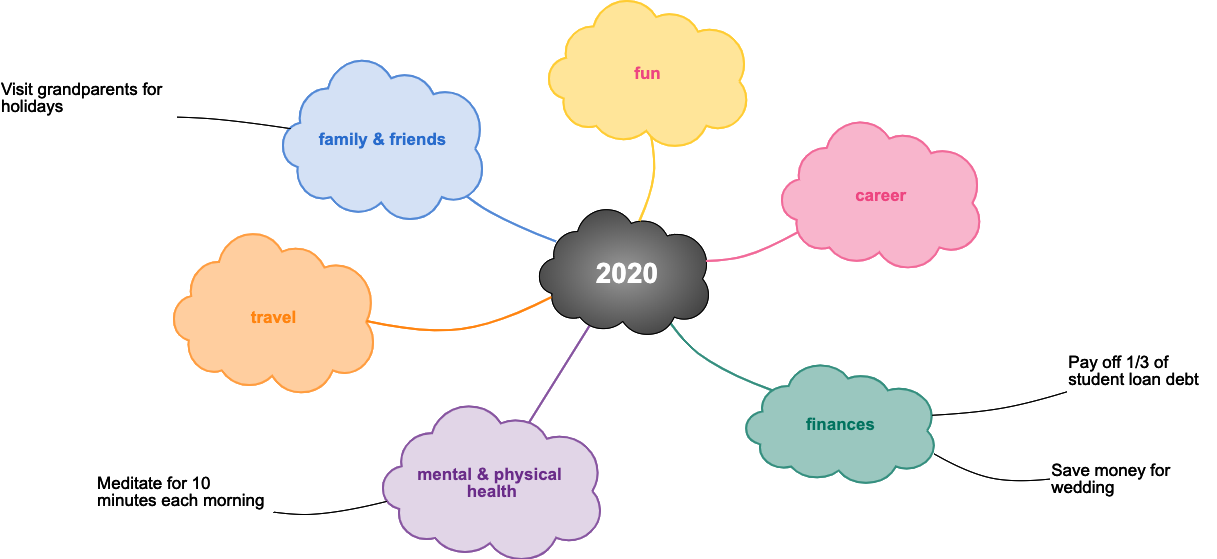 fun
Visit grandparents for
holidays
family & friends
career
2020
travel
Pay off 1/3 of
student loan debt
finances
mental & physical
health
Save money for
wedding
Meditate for 10
minutes each morning